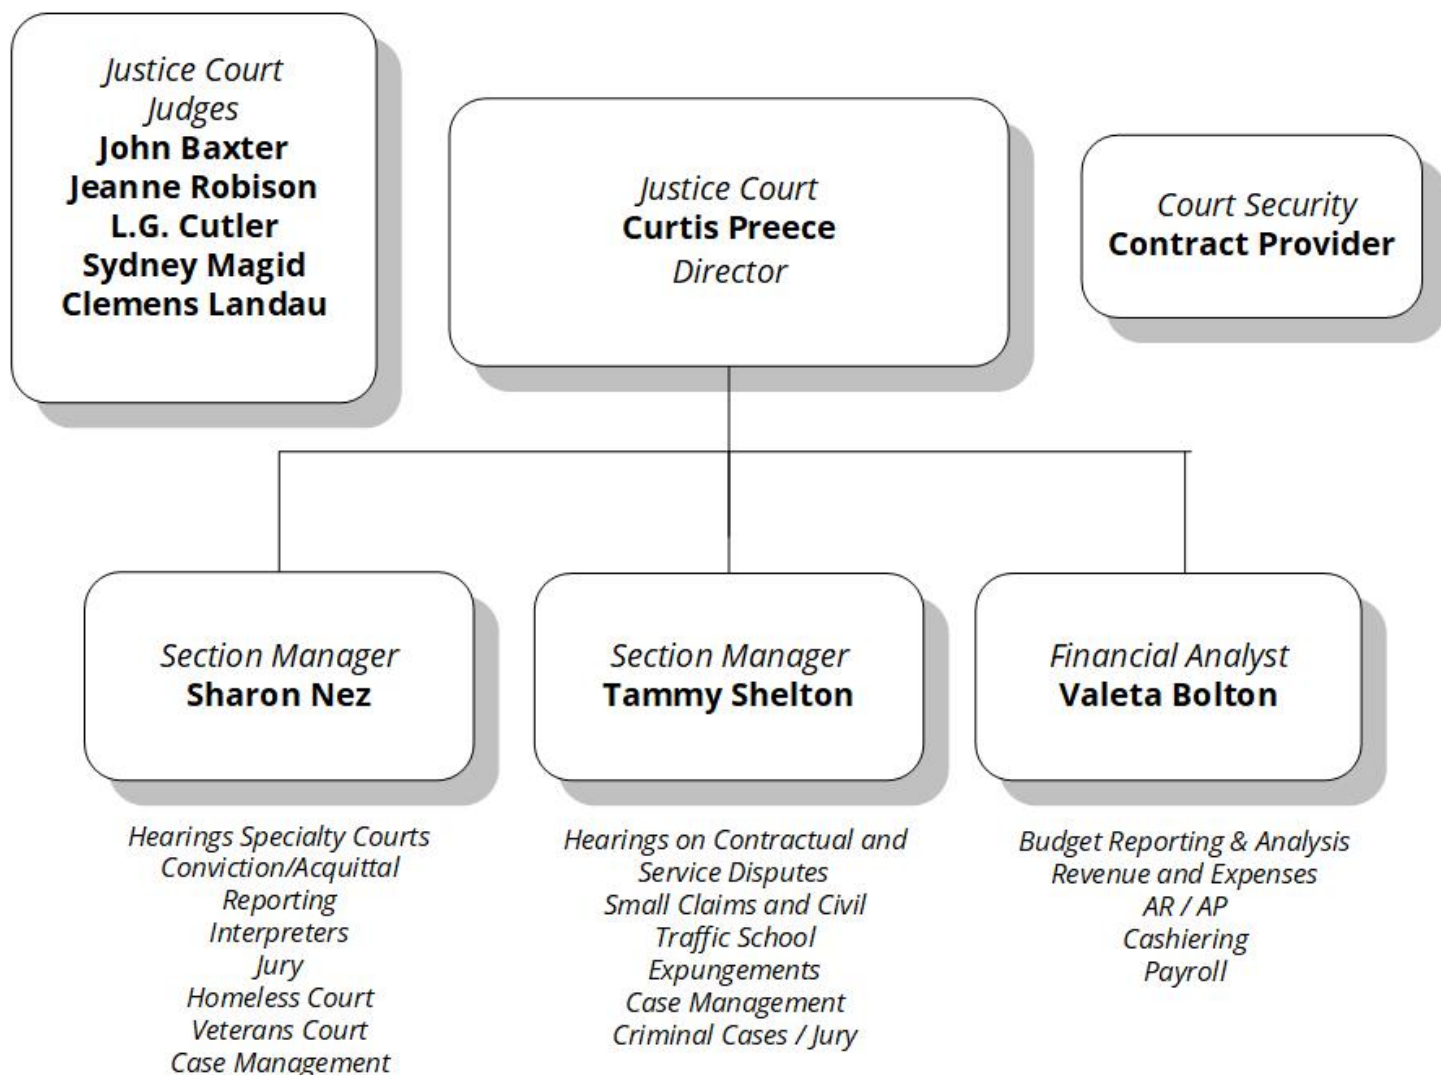 Justice Court
Judges
John Baxter
Jeanne Robison
L.G. Cutler
Sydney Magid
Clemens Landau
Justice Court
Curtis Preece
Director
Court Security
Contract Provider
Section Manager
Sharon Nez
Section Manager
Tammy Shelton
Financial Analyst
Valeta Bolton
Hearings Specialty Courts
Conviction/Acquittal
Reporting
Interpreters
Jury
Homeless Court
Veterans Court
Case Management
Hearings on Contractual and
Service Disputes
Small Claims and Civil
Traffic School
Expungements
Case Management
Criminal Cases / Jury
Budget Reporting & Analysis
Revenue and Expenses
AR / AP
Cashiering
Payroll